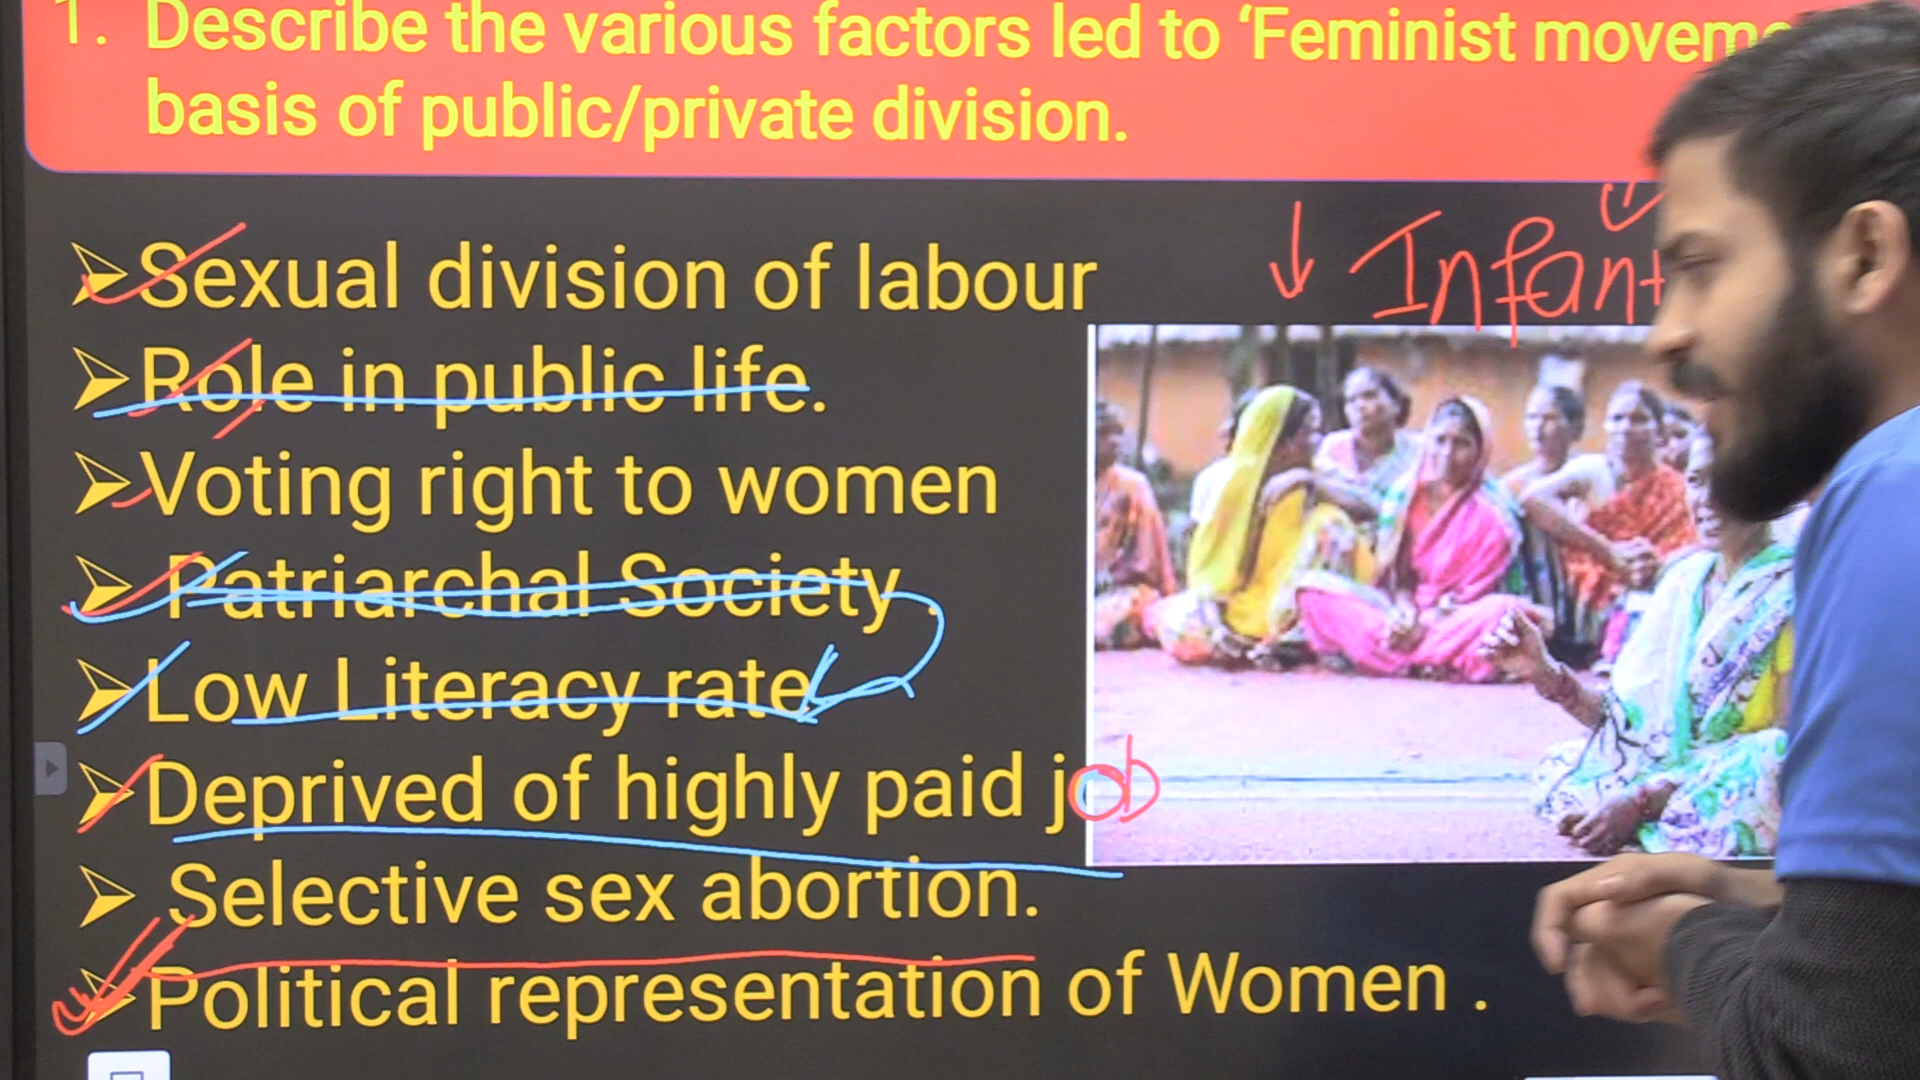 1. Describe the various factors led to ‘Feminist
basis of public/private division.
➢Sexual division of labour
➢Role in public life.
➢Voting right to women
➢ Patriarchal Society .
➢Low Literacy rate
➢Deprived of highly paid job
➢ Selective sex abortion.
➢Political representation of Women .
↓ Infant